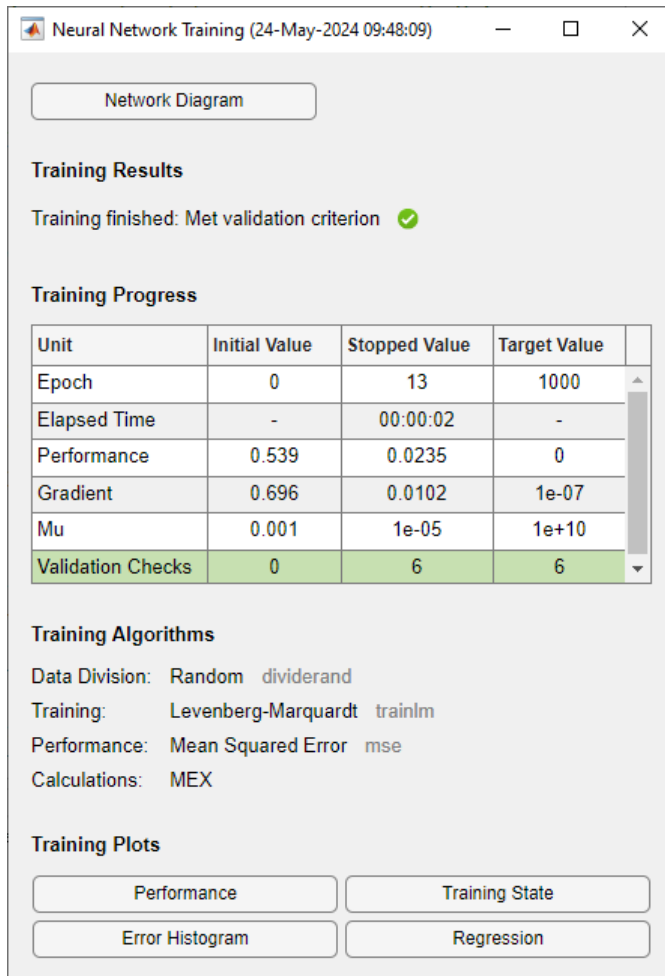 Neural Network Training (24-May-2024 09:48:09)
Network Diagram
Training Results
Training finished: Met validation criterion
Training Progress
Unit Initial Value Stopped Value Target Value
Epoch 0 13 1000
Elapsed Time - 00:00:02 -
Performance 0.539 0.0235 0
Gradient 0.696 0.0102 1e-07
Mu 0.001 1e-05 1e+10
Validation Checks 0 6 6
Training Algorithms
Data Division: Random dividerand
Training: Levenberg-Marquardt trainlm
Performance: Mean Squared Error mse
Calculations: MEX
Training Plots
Performance Training State
Error Histogram Regression